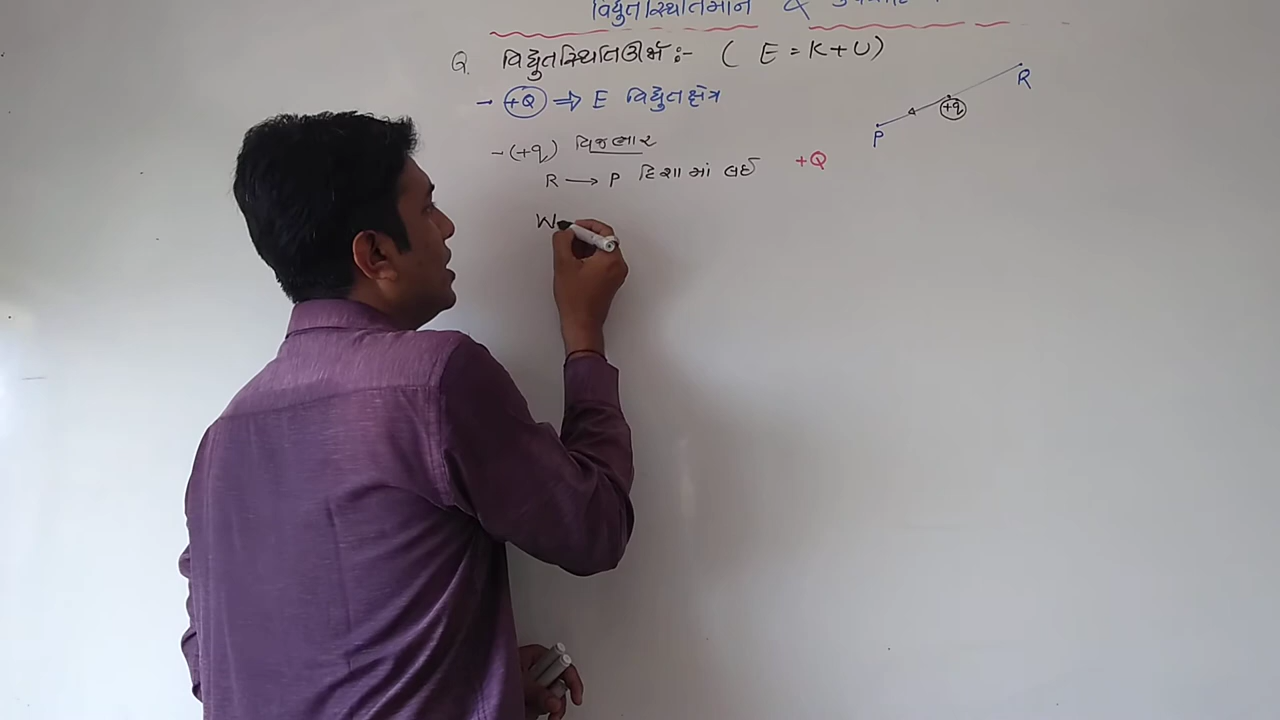 વિદ્યુતસ્થિતિમાન &
Q. વિદ્યુતસ્થિતિઊર્જા :- ( E = K + U )
- +Q ⇒ E વિદ્યુતક્ષેત્ર
- (+q) વિજભાર
R → P દિશામાં લઈ
W
R
+q
P
+Q